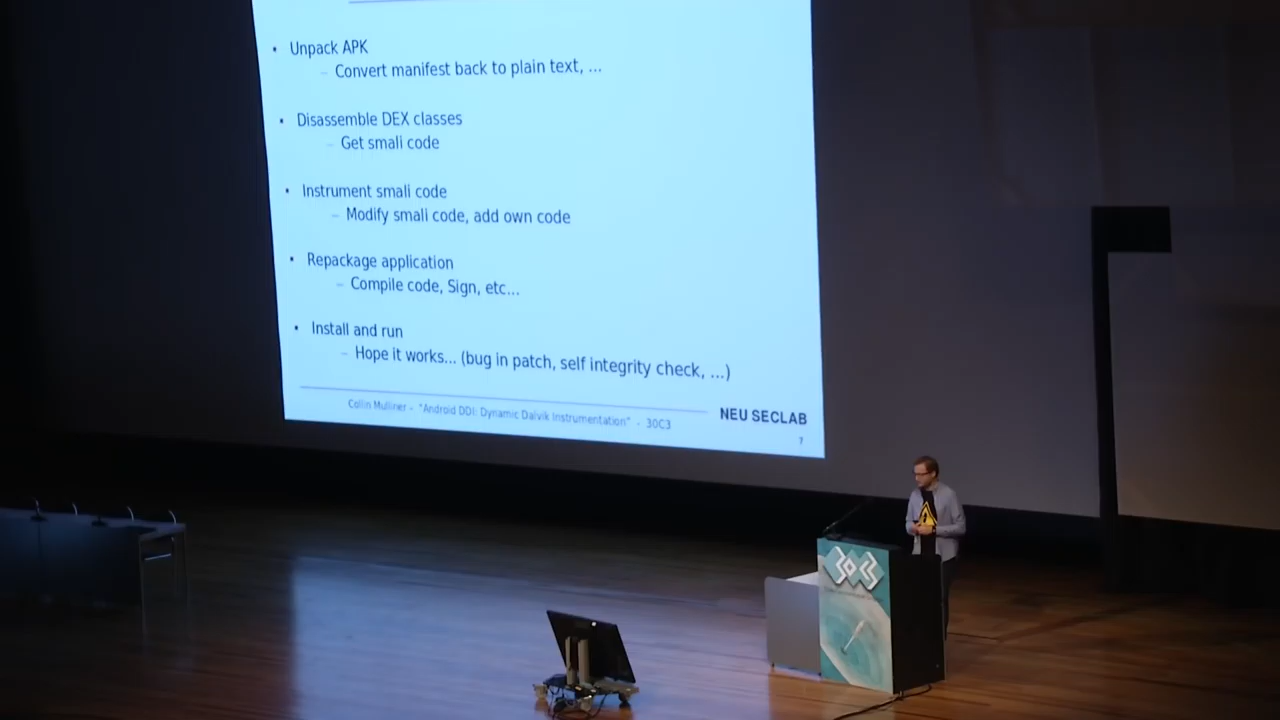 • Unpack APK
– Convert manifest back to plain text, ...
• Disassemble DEX classes
– Get smali code
• Instrument smali code
– Modify smali code, add own code
• Repackage application
– Compile code, Sign, etc...
• Install and run
– Hope it works... (bug in patch, self integrity check, ...)
Collin Mulliner - "Android DDI: Dynamic Dalvik Instrumentation" - 30C3
NEU SECLAB
7
30C3